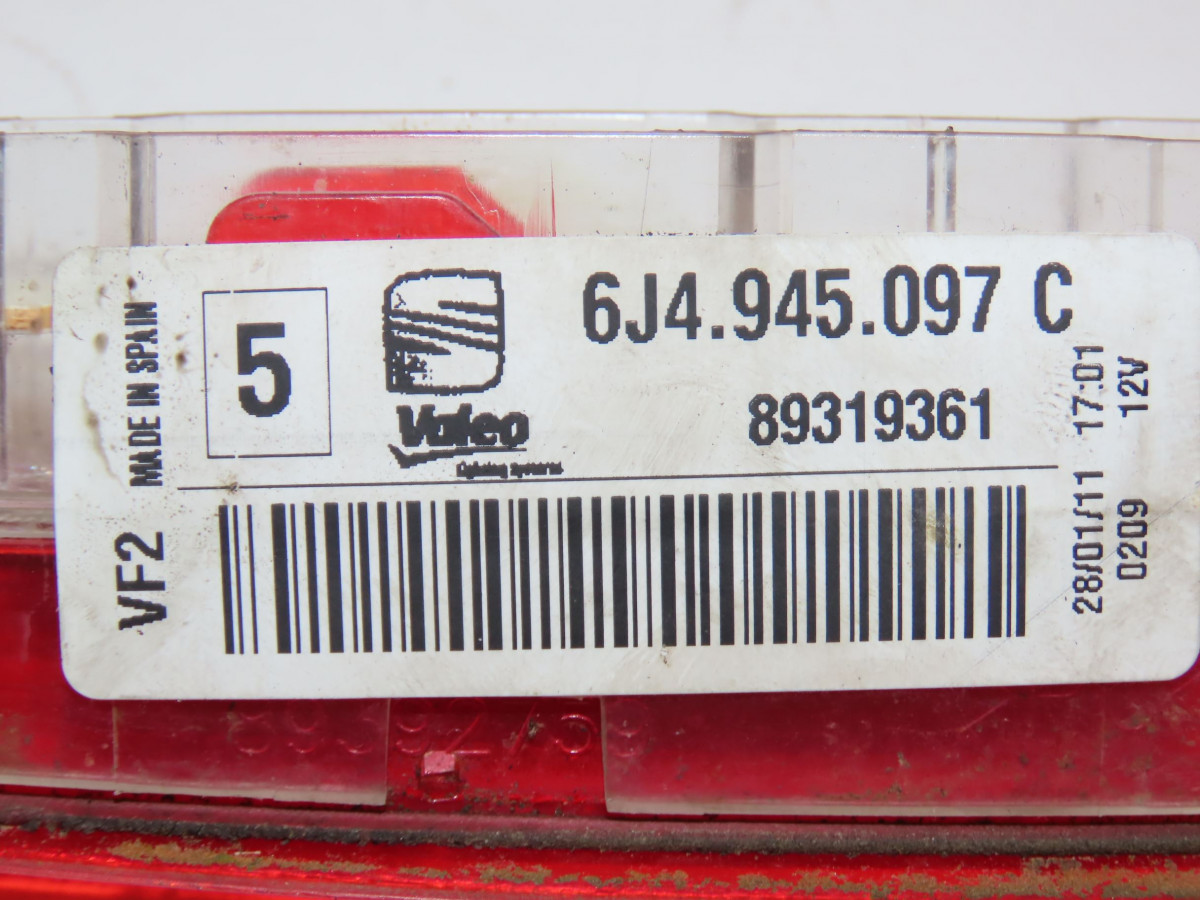 MADE IN SPAIN
VF2
5
Valeo
Lighting Systems
6J4.945.097 C
89319361
28/01/11 17:01
0209 12V